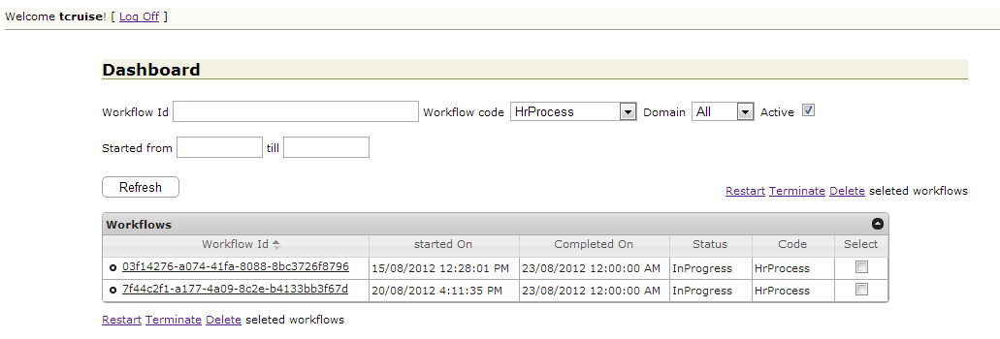 Welcome tcruise! [ Log Off ]
Dashboard
Workflow Id Workflow code HrProcess Domain All Active
Started from till
Refresh
Restart Terminate Delete seleted workflows
Workflows
Workflow Id started On Completed On Status Code Select
03f14276-a074-41fa-8088-8bc3726f8796 15/08/2012 12:28:01 PM 23/08/2012 12:00:00 AM InProgress HrProcess
7f44c2f1-a177-4a09-8c2e-b4133bb3f67d 20/08/2012 4:11:35 PM 23/08/2012 12:00:00 AM InProgress HrProcess
Restart Terminate Delete seleted workflows